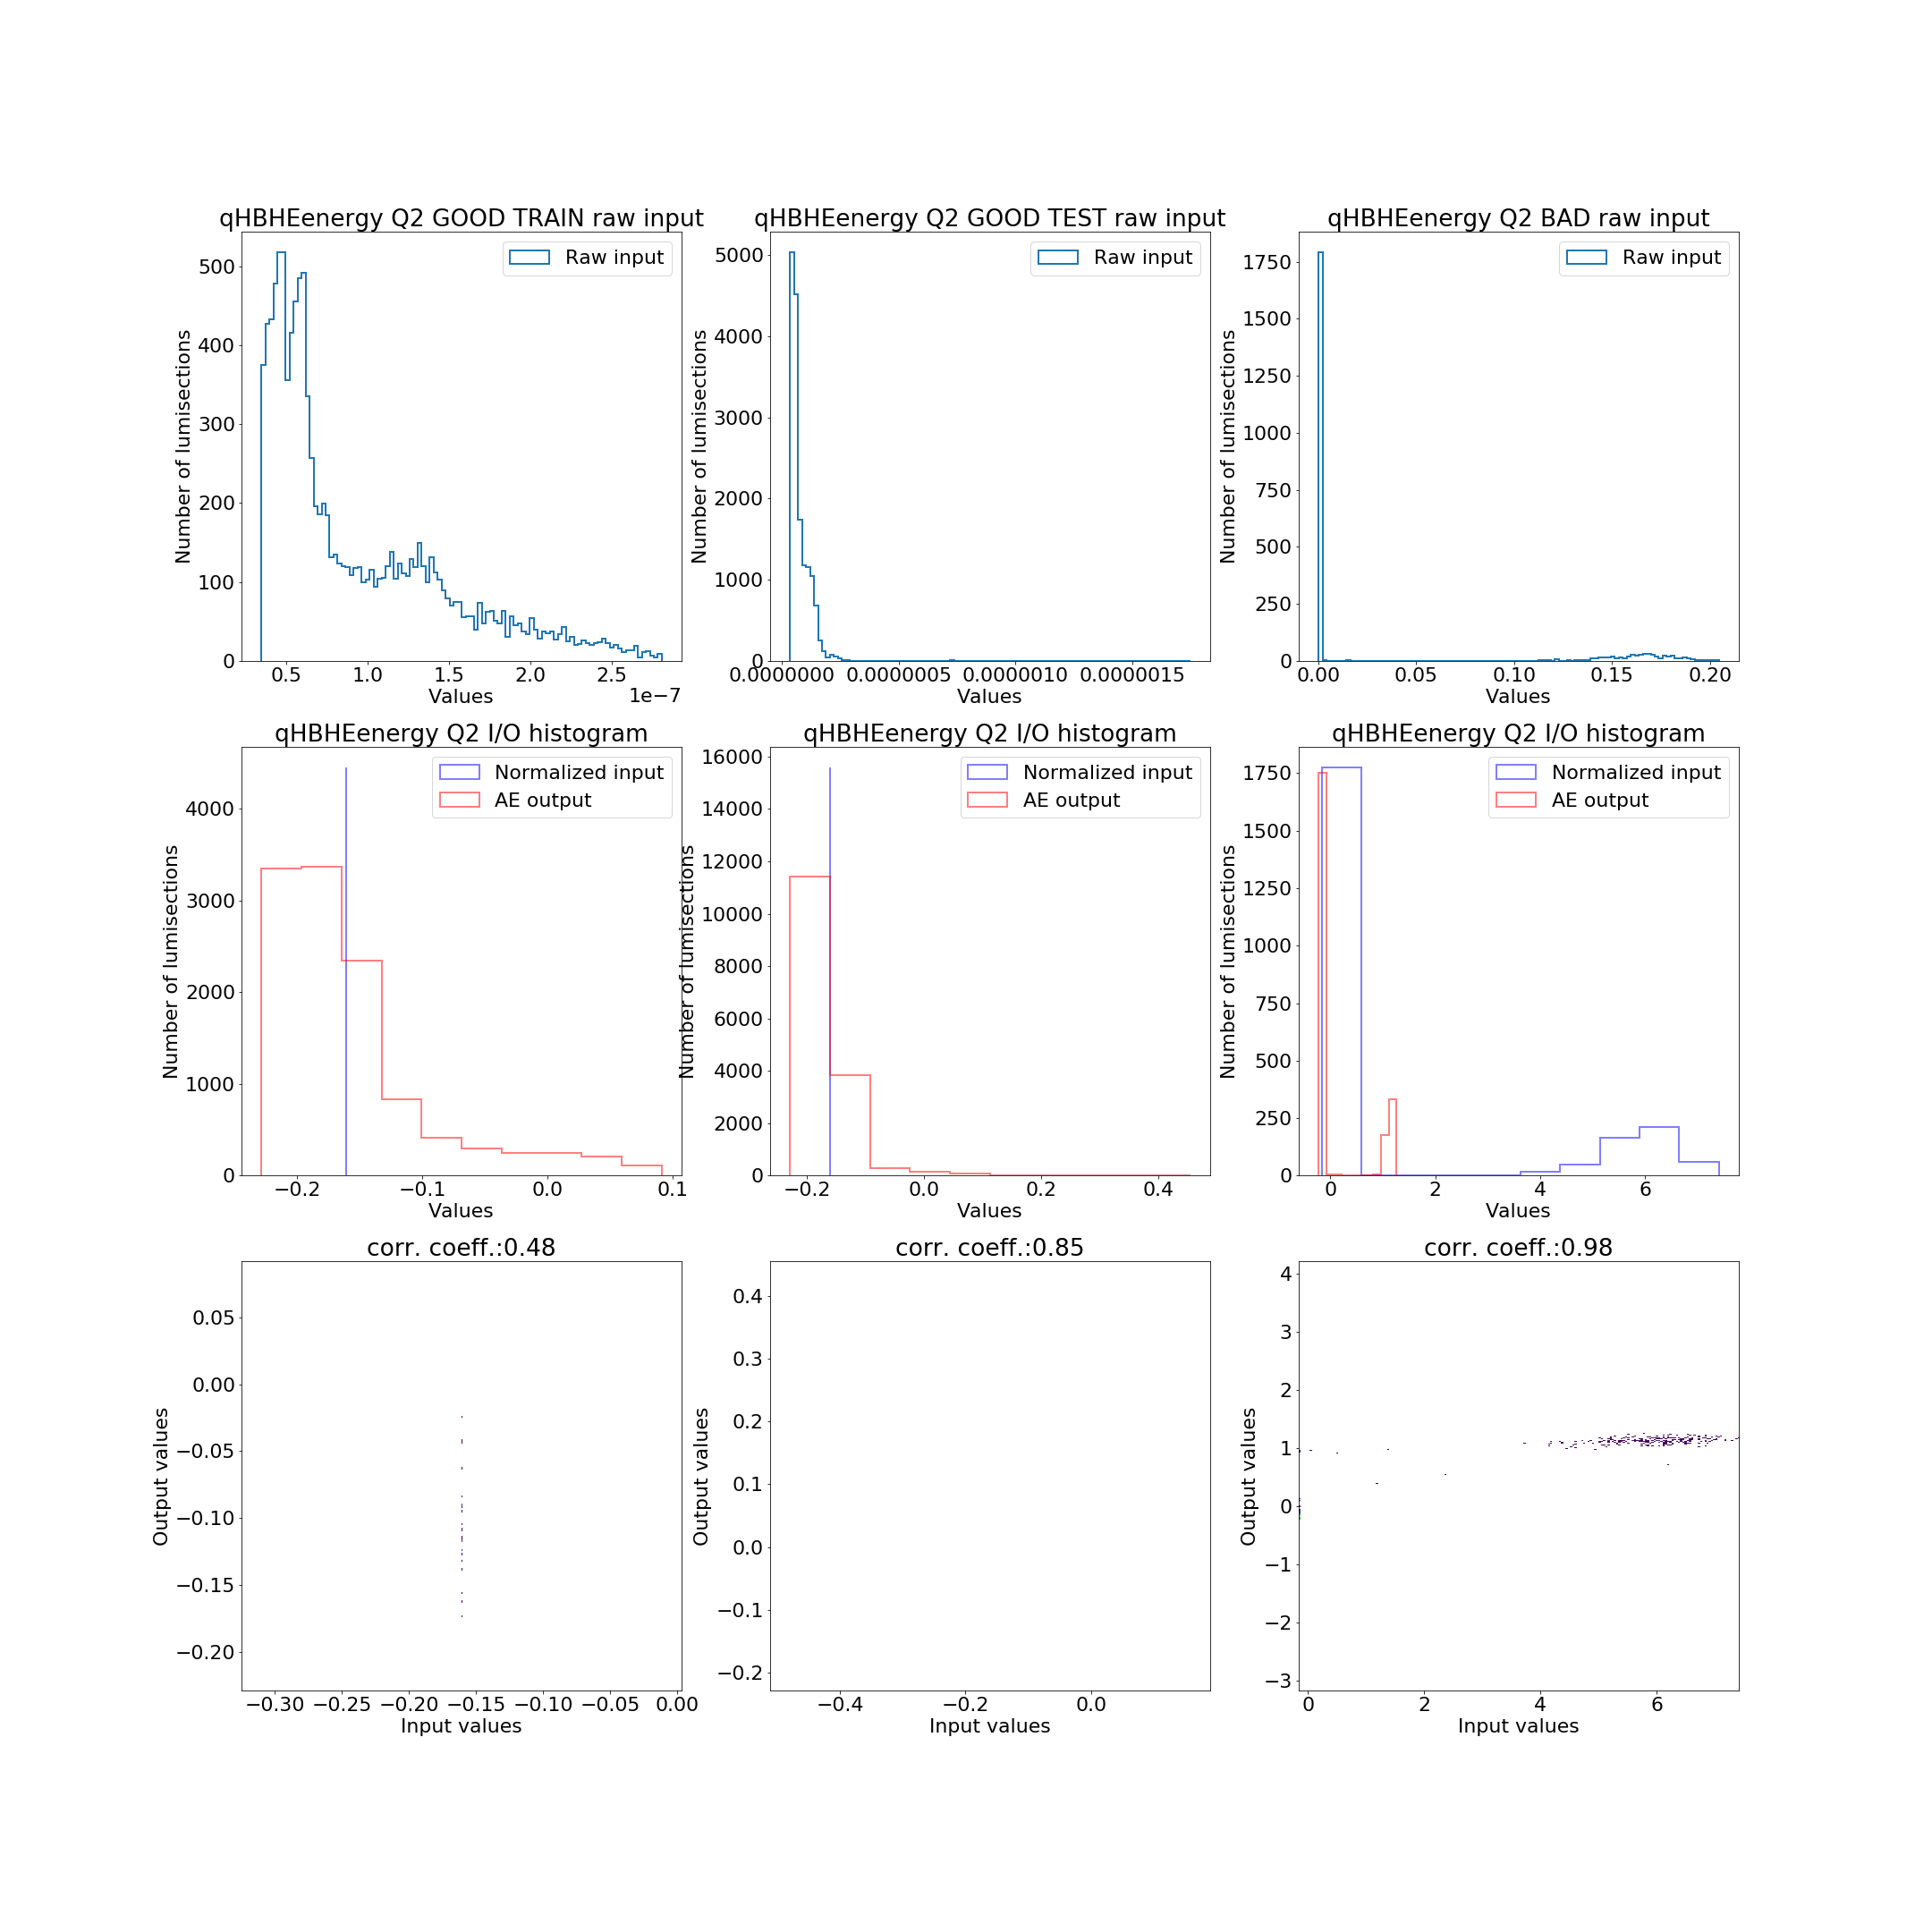 qHBHEenergy Q2 GOOD TRAIN raw input
Raw input
500
400
300
200
100
0
Number of lumisections
0.5 1.0 1.5 2.0 2.5
1e−7
Values
qHBHEenergy Q2 GOOD TEST raw input
Raw input
5000
4000
3000
2000
1000
0
Number of lumisections
0.0000000 0.0000005 0.0000010 0.0000015
Values
qHBHEenergy Q2 BAD raw input
Raw input
1750
1500
1250
1000
750
500
250
0
Number of lumisections
0.00 0.05 0.10 0.15 0.20
Values
qHBHEenergy Q2 I/O histogram
Normalized input
AE output
4000
3000
2000
1000
0
Number of lumisections
−0.2 −0.1 0.0 0.1
Values
qHBHEenergy Q2 I/O histogram
Normalized input
AE output
16000
14000
12000
10000
8000
6000
4000
2000
0
Number of lumisections
−0.2 0.0 0.2 0.4
Values
qHBHEenergy Q2 I/O histogram
Normalized input
AE output
1750
1500
1250
1000
750
500
250
0
Number of lumisections
0 2 4 6
Values
corr. coeff.:0.48
0.05
0.00
−0.05
−0.10
−0.15
−0.20
Output values
−0.30 −0.25 −0.20 −0.15 −0.10 −0.05 0.00
Input values
corr. coeff.:0.85
0.4
0.3
0.2
0.1
0.0
−0.1
−0.2
Output values
−0.4 −0.2 0.0
Input values
corr. coeff.:0.98
4
3
2
1
0
−1
−2
−3
Output values
0 2 4 6
Input values